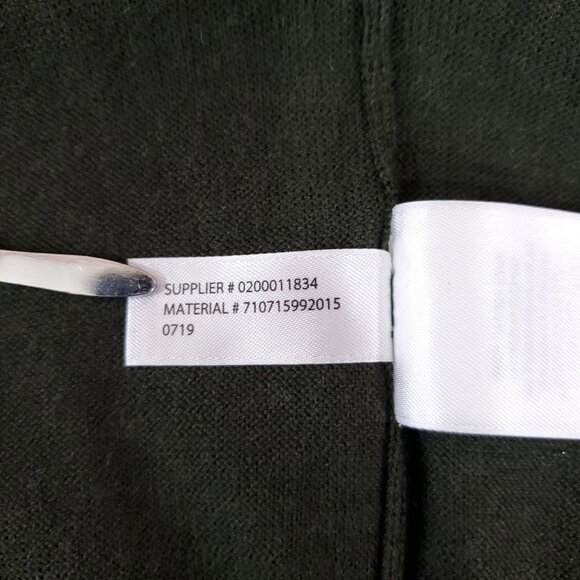 SUPPLIER # 0200011834
MATERIAL # 710715992015
0719